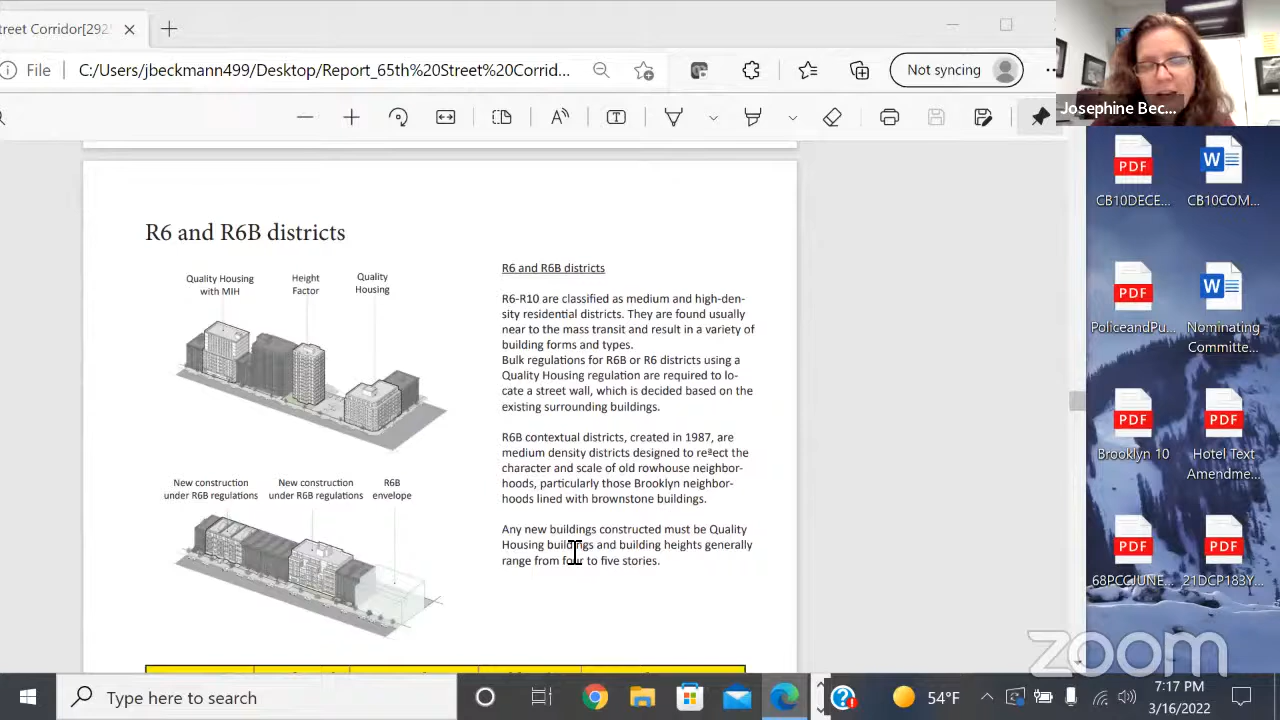 treet Corridor[292
File
C:/Users/jbeckmann499/Desktop/Report_65th%20Street%20Corrid...
Not syncing
Josephine Bec...
R6 and R6B districts
Quality Housing
with MIH
Height
Factor
Quality
Housing
New construction
under R6B regulations
New construction
under R6B regulations
R6B
envelope
R6 and R6B districts
R6-R10 are classified as medium and high-den-
sity residential districts. They are found usually
near to the mass transit and result in a variety of
building forms and types.
Bulk regulations for R6B or R6 districts using a
Quality Housing regulation are required to lo-
cate a street wall, which is decided based on the
existing surrounding buildings.
R6B contextual districts, created in 1987, are
medium density districts designed to reªect the
character and scale of old rowhouse neighbor-
hoods, particularly those Brooklyn neighbor-
hoods lined with brownstone buildings.
Any new buildings constructed must be Quality
Housing buildings and building heights generally
range from four to five stories.
PDF
CB10DECE...
W
CB10COM...
PDF
PoliceandPu...
W
Nominating
Committe...
PDF
Brooklyn 10
PDF
Hotel Text
Amendme...
PDF
68PCCJUNE...
PDF
21DCP183Y...
zoom
Type here to search
54°F
7:17 PM
3/16/2022